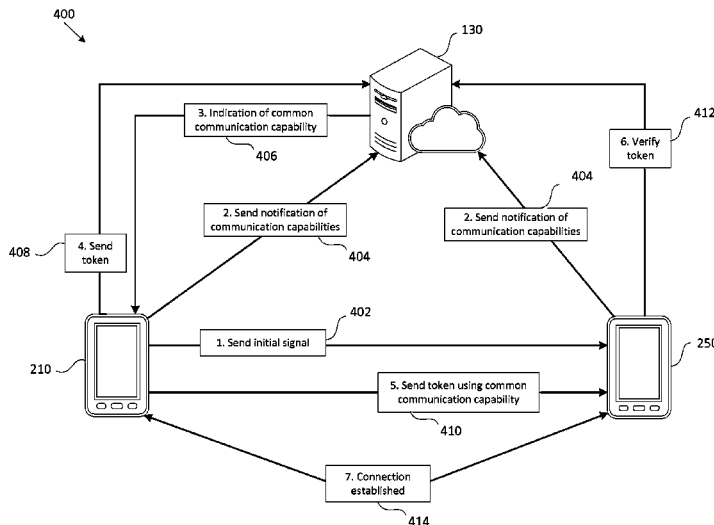 400
130
3. Indication of common
communication capability
406
6. Verify
token
412
404
2. Send notification of
communication capabilities
404
2. Send notification of
communication capabilities
408
4. Send
token
402
1. Send initial signal
210
250
5. Send token using common
communication capability
410
7. Connection
established
414